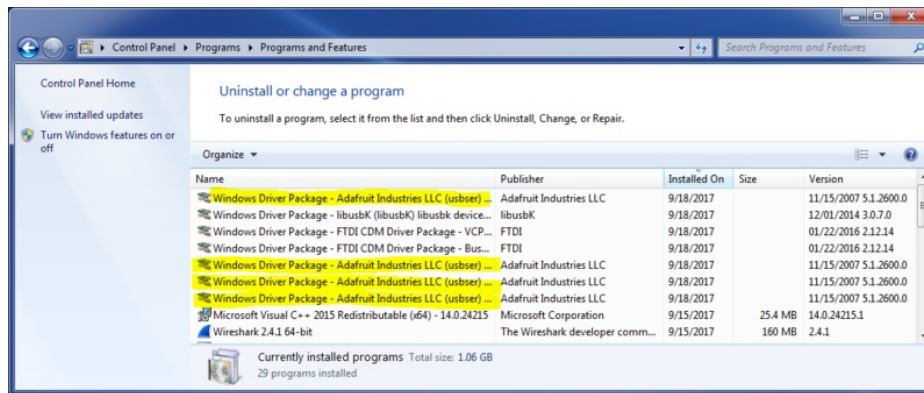 Control Panel ▸ Programs ▸ Programs and Features
Search Programs and Features
Control Panel Home
View installed updates
Turn Windows features on or
off
Uninstall or change a program
To uninstall a program, select it from the list and then click Uninstall, Change, or Repair.
Organize
Name Publisher Installed On Size Version
Windows Driver Package - Adafruit Industries LLC (usbser) ... Adafruit Industries LLC 9/18/2017 11/15/2007 5.1.2600.0
Windows Driver Package - libusbK (libusbK) libusbk device... libusbK 9/18/2017 12/01/2014 3.0.7.0
Windows Driver Package - FTDI CDM Driver Package - VCP... FTDI 9/18/2017 01/22/2016 2.12.14
Windows Driver Package - FTDI CDM Driver Package - Bus... FTDI 9/18/2017 01/22/2016 2.12.14
Windows Driver Package - Adafruit Industries LLC (usbser) ... Adafruit Industries LLC 9/18/2017 11/15/2007 5.1.2600.0
Windows Driver Package - Adafruit Industries LLC (usbser) ... Adafruit Industries LLC 9/18/2017 11/15/2007 5.1.2600.0
Windows Driver Package - Adafruit Industries LLC (usbser) ... Adafruit Industries LLC 9/18/2017 11/15/2007 5.1.2600.0
Microsoft Visual C++ 2015 Redistributable (x64) - 14.0.24215 Microsoft Corporation 9/15/2017 25.4 MB 14.0.24215.1
Wireshark 2.4.1 64-bit The Wireshark developer comm... 9/15/2017 160 MB 2.4.1
Currently installed programs Total size: 1.06 GB
29 programs installed